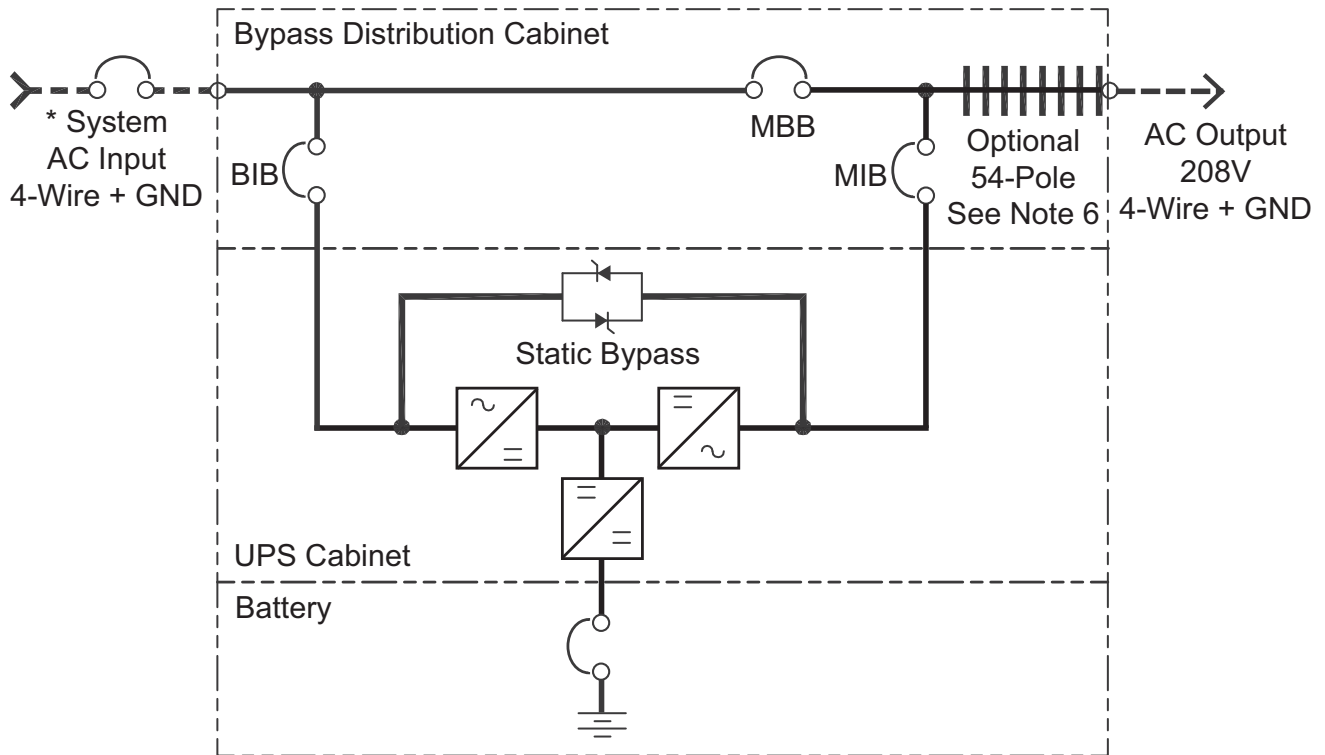 Bypass Distribution Cabinet
* System
AC Input
4-Wire + GND
BIB
MBB
MIB
Optional
54-Pole
See Note 6
AC Output
208V
4-Wire + GND
Static Bypass
UPS Cabinet
Battery